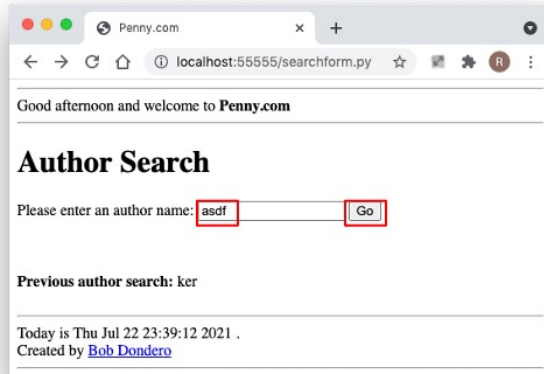 Penny.com
localhost:55555/searchform.py
R
Good afternoon and welcome to Penny.com
Author Search
Please enter an author name: asdf Go
Previous author search: ker
Today is Thu Jul 22 23:39:12 2021 .
Created by Bob Dondero